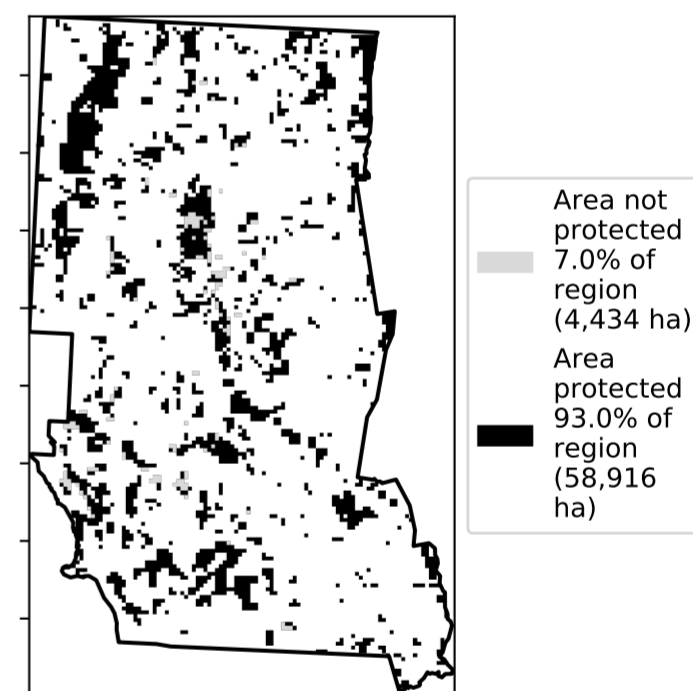 Area not
protected
7.0% of
region
(4,434 ha)
Area
protected
93.0% of
region
(58,916
ha)